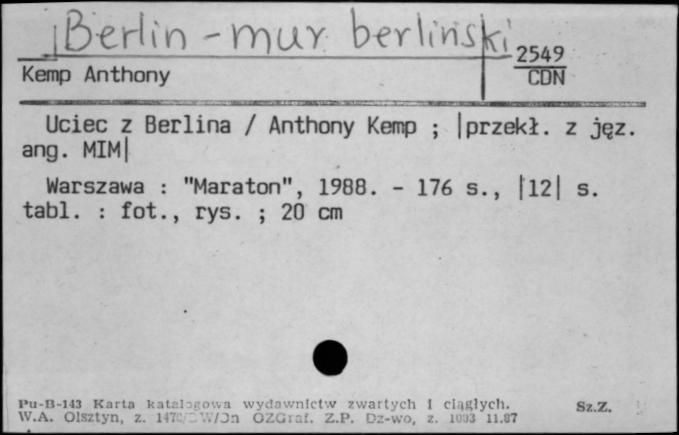 Berlin - mur berliński
2549
CDN
Kemp Anthony
Uciec z Berlina / Anthony Kemp ; |przekł. z jęz.
ang. MIM|
Warszawa : "Maraton", 1988. - 176 s., |12| s.
tabl. : fot., rys. ; 20 cm
Pu-B-143 Karta katalogowa wydawnictw zwartych i ciągłych. Sz.Z.
W.A. Olsztyn, z. OZGraf. Z.P. Dz-wo, z. 11.87